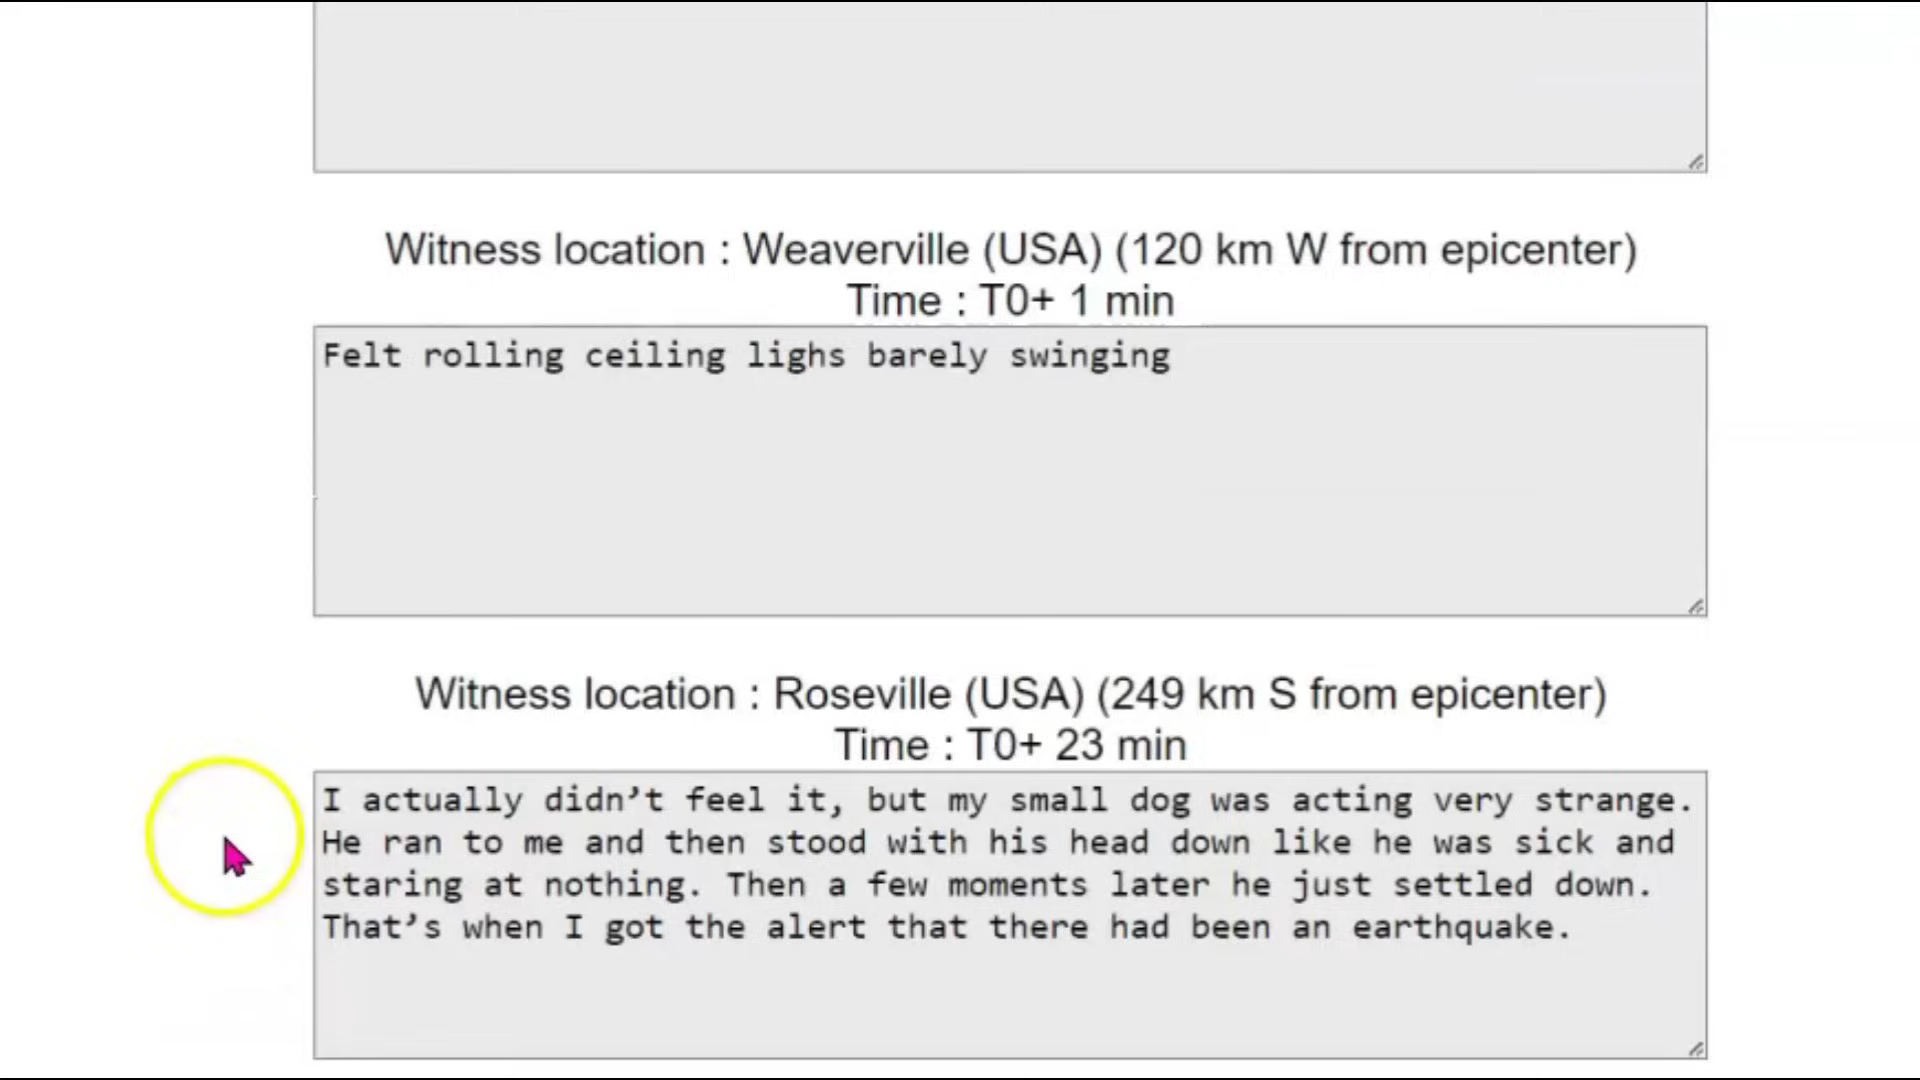 Witness location : Weaverville (USA) (120 km W from epicenter)
Time : T0+ 1 min
Felt rolling ceiling lighs barely swinging
Witness location : Roseville (USA) (249 km S from epicenter)
Time : T0+ 23 min
I actually didn’t feel it, but my small dog was acting very strange.
He ran to me and then stood with his head down like he was sick and
staring at nothing. Then a few moments later he just settled down.
That’s when I got the alert that there had been an earthquake.